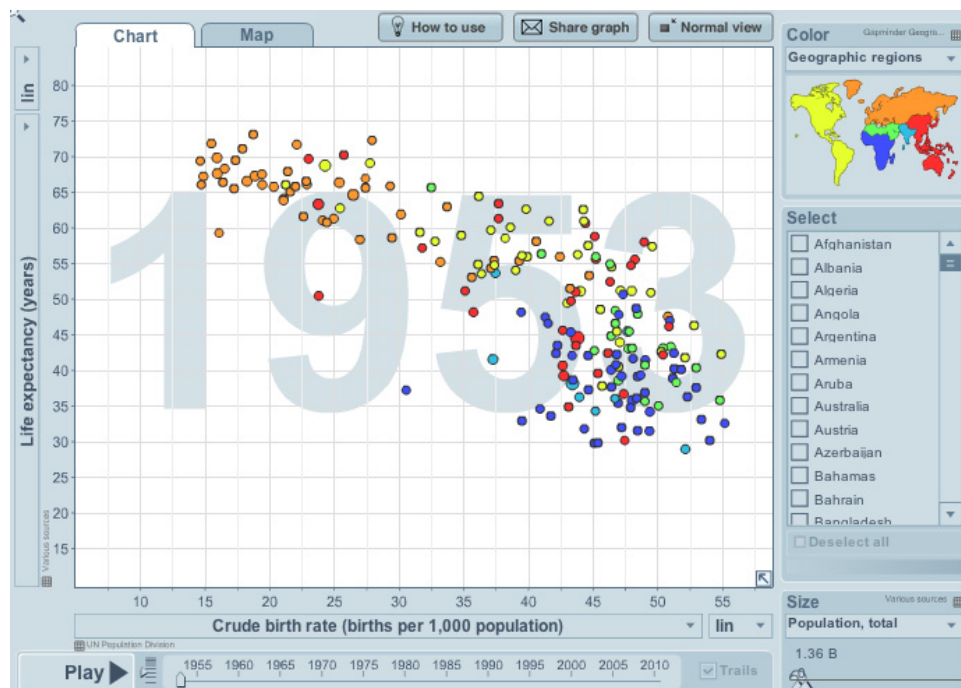 How to use
Share graph
Normal view
Chart
Map
Color
Gapminder Geogra...
Geographic regions
lin
Life expectancy (years)
Various sources
80
75
70
65
60
55
50
45
40
35
30
25
20
15
1953
Select
Afghanistan
Albania
Algeria
Angola
Argentina
Armenia
Aruba
Australia
Austria
Azerbaijan
Bahamas
Bahrain
Bangladesh
Deselect all
10 15 20 25 30 35 40 45 50 55
Crude birth rate (births per 1,000 population)
lin
UN Population Division
Size
Various sources
Population, total
1.36 B
Play
1955 1960 1965 1970 1975 1980 1985 1990 1995 2000 2005 2010
Trails